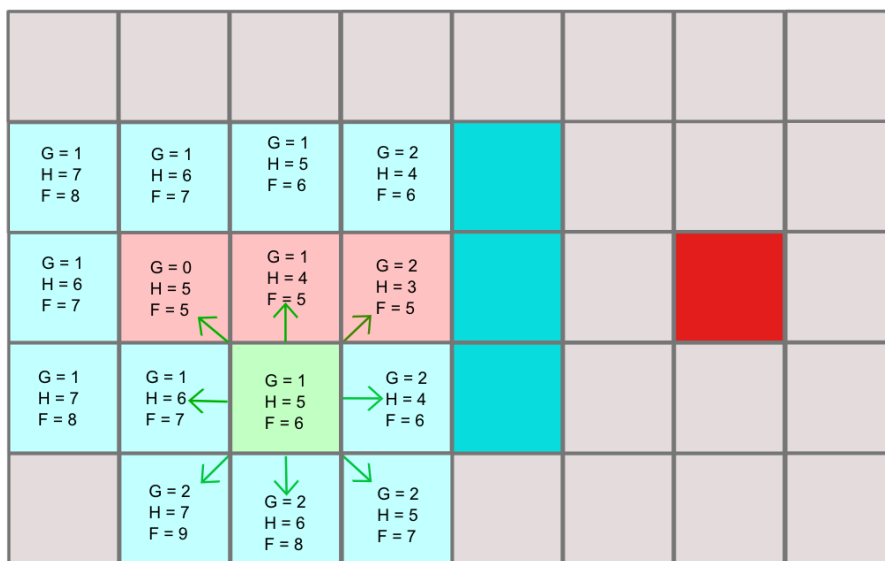 G = 1
H = 7
F = 8
G = 1
H = 6
F = 7
G = 1
H = 5
F = 6
G = 2
H = 4
F = 6
G = 1
H = 6
F = 7
G = 0
H = 5
F = 5
G = 1
H = 4
F = 5
G = 2
H = 3
F = 5
G = 1
H = 7
F = 8
G = 1
H = 6
F = 7
G = 1
H = 5
F = 6
G = 2
H = 4
F = 6
G = 2
H = 7
F = 9
G = 2
H = 6
F = 8
G = 2
H = 5
F = 7